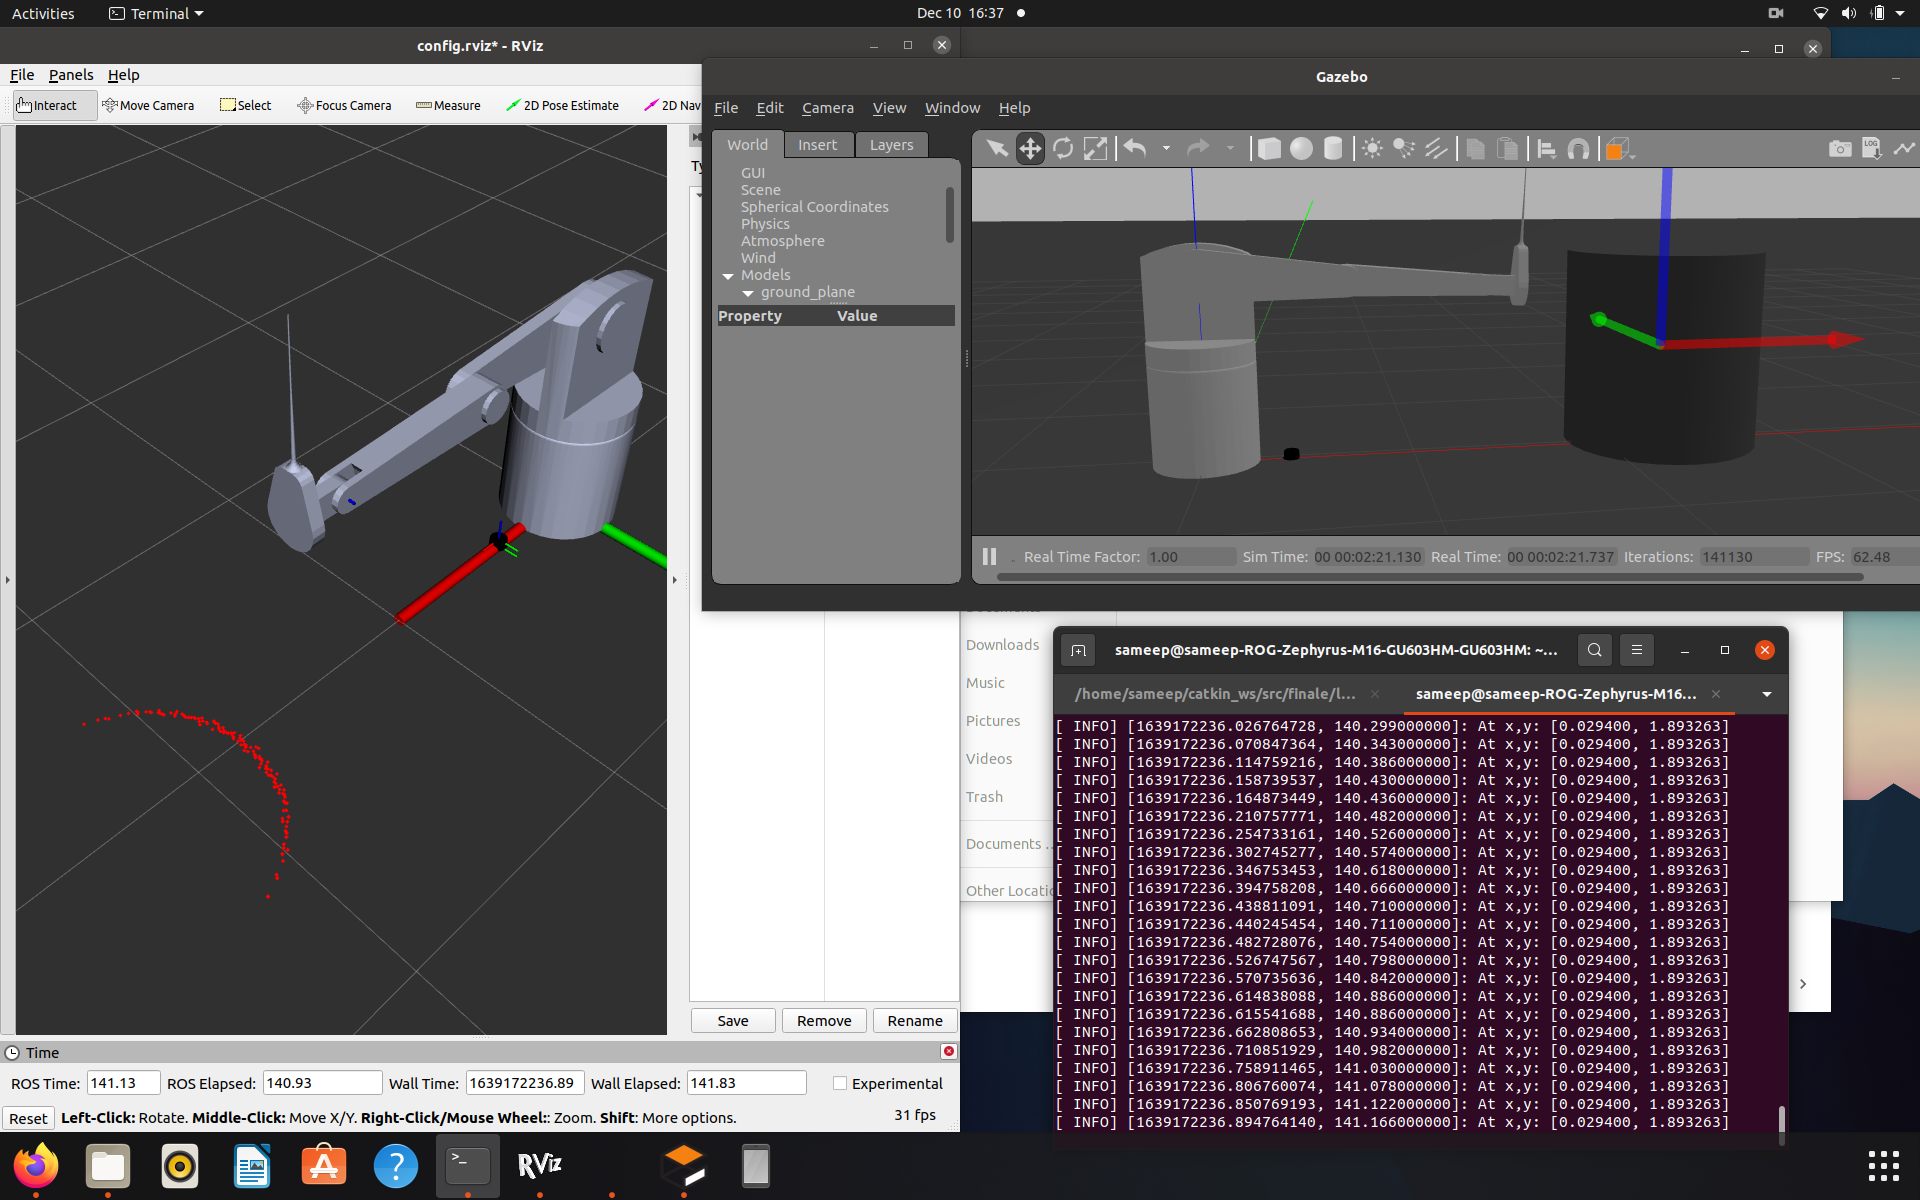 Activities
Terminal
Dec 10 16:37
config.rviz* - RViz
File Panels Help
Interact Move Camera Select Focus Camera Measure 2D Pose Estimate 2D Nav
Gazebo
File Edit Camera View Window Help
World Insert Layers
GUI
Scene
Spherical Coordinates
Physics
Atmosphere
Wind
Models
ground_plane
Property Value
LOG
Real Time Factor: 1.00 Sim Time: 00 00:02:21.130 Real Time: 00 00:02:21.737 Iterations: 141130 FPS: 62.48
Downloads
Music
Pictures
Videos
Trash
Documents ..
Other Locatio
sameep@sameep-ROG-Zephyrus-M16-GU603HM-GU603HM: ~...
/home/sameep/catkin_ws/src/finale/l...
sameep@sameep-ROG-Zephyrus-M16...
[ INFO] [1639172236.026764728, 140.299000000]: At x,y: [0.029400, 1.893263]
[ INFO] [1639172236.070847364, 140.343000000]: At x,y: [0.029400, 1.893263]
[ INFO] [1639172236.114759216, 140.386000000]: At x,y: [0.029400, 1.893263]
[ INFO] [1639172236.158739537, 140.430000000]: At x,y: [0.029400, 1.893263]
[ INFO] [1639172236.164873449, 140.436000000]: At x,y: [0.029400, 1.893263]
[ INFO] [1639172236.210757771, 140.482000000]: At x,y: [0.029400, 1.893263]
[ INFO] [1639172236.254733161, 140.526000000]: At x,y: [0.029400, 1.893263]
[ INFO] [1639172236.302745277, 140.574000000]: At x,y: [0.029400, 1.893263]
[ INFO] [1639172236.346753453, 140.618000000]: At x,y: [0.029400, 1.893263]
[ INFO] [1639172236.394758208, 140.666000000]: At x,y: [0.029400, 1.893263]
[ INFO] [1639172236.438811091, 140.710000000]: At x,y: [0.029400, 1.893263]
[ INFO] [1639172236.440245454, 140.711000000]: At x,y: [0.029400, 1.893263]
[ INFO] [1639172236.482728076, 140.754000000]: At x,y: [0.029400, 1.893263]
[ INFO] [1639172236.526747567, 140.798000000]: At x,y: [0.029400, 1.893263]
[ INFO] [1639172236.570735636, 140.842000000]: At x,y: [0.029400, 1.893263]
[ INFO] [1639172236.614838088, 140.886000000]: At x,y: [0.029400, 1.893263]
[ INFO] [1639172236.615541688, 140.886000000]: At x,y: [0.029400, 1.893263]
[ INFO] [1639172236.662808653, 140.934000000]: At x,y: [0.029400, 1.893263]
[ INFO] [1639172236.710851929, 140.982000000]: At x,y: [0.029400, 1.893263]
[ INFO] [1639172236.758911465, 141.030000000]: At x,y: [0.029400, 1.893263]
[ INFO] [1639172236.806760074, 141.078000000]: At x,y: [0.029400, 1.893263]
[ INFO] [1639172236.850769193, 141.122000000]: At x,y: [0.029400, 1.893263]
[ INFO] [1639172236.894764140, 141.166000000]: At x,y: [0.029400, 1.893263]
Save Remove Rename
Time
ROS Time: 141.13 ROS Elapsed: 140.93 Wall Time: 1639172236.89 Wall Elapsed: 141.83 Experimental
Reset Left-Click: Rotate. Middle-Click: Move X/Y. Right-Click/Mouse Wheel:: Zoom. Shift: More options. 31 fps
RViz